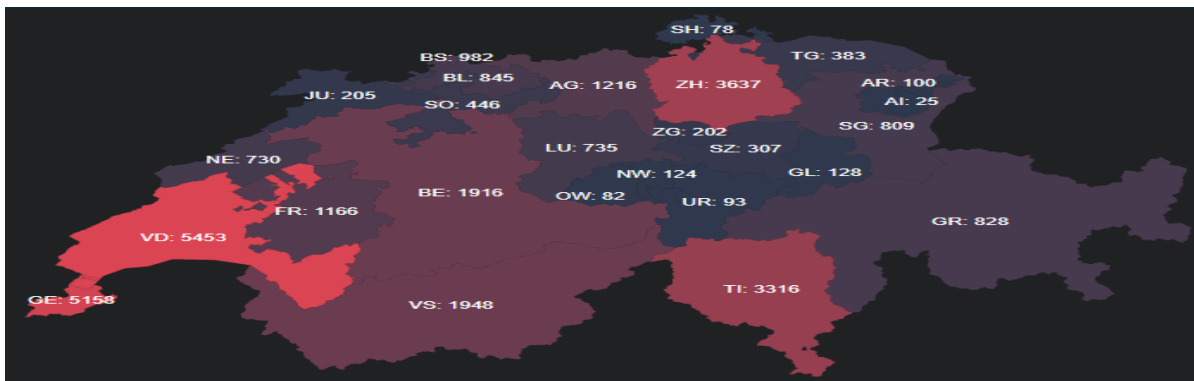 SH: 78
BS: 982
TG: 383
BL: 845
AG: 1216
ZH: 3637
AR: 100
JU: 205
SO: 446
AI: 25
ZG: 202
SG: 809
LU: 735
SZ: 307
NE: 730
NW: 124
GL: 128
BE: 1916
OW: 82
UR: 93
FR: 1166
GR: 828
VD: 5453
TI: 3316
GE: 5158
VS: 1948